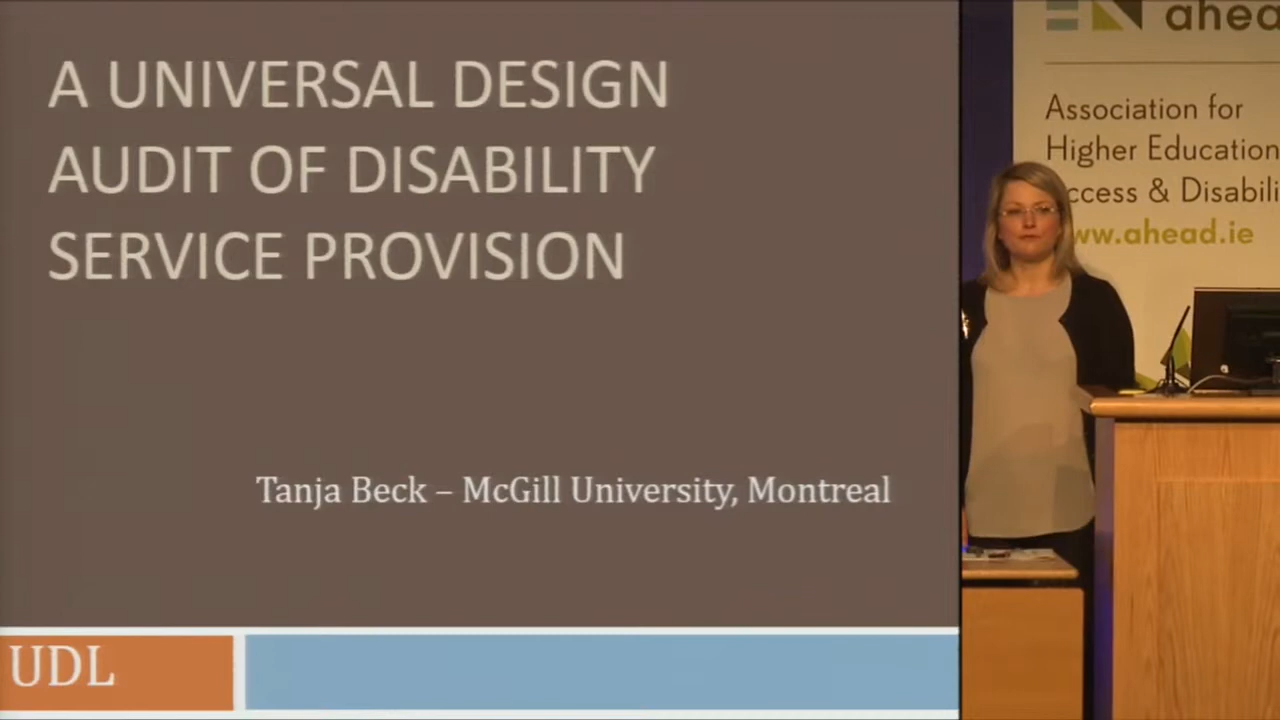 A UNIVERSAL DESIGN
AUDIT OF DISABILITY
SERVICE PROVISION
Tanja Beck – McGill University, Montreal
UDL
Association for
Higher Education
& Disabili
www.ahead.ie